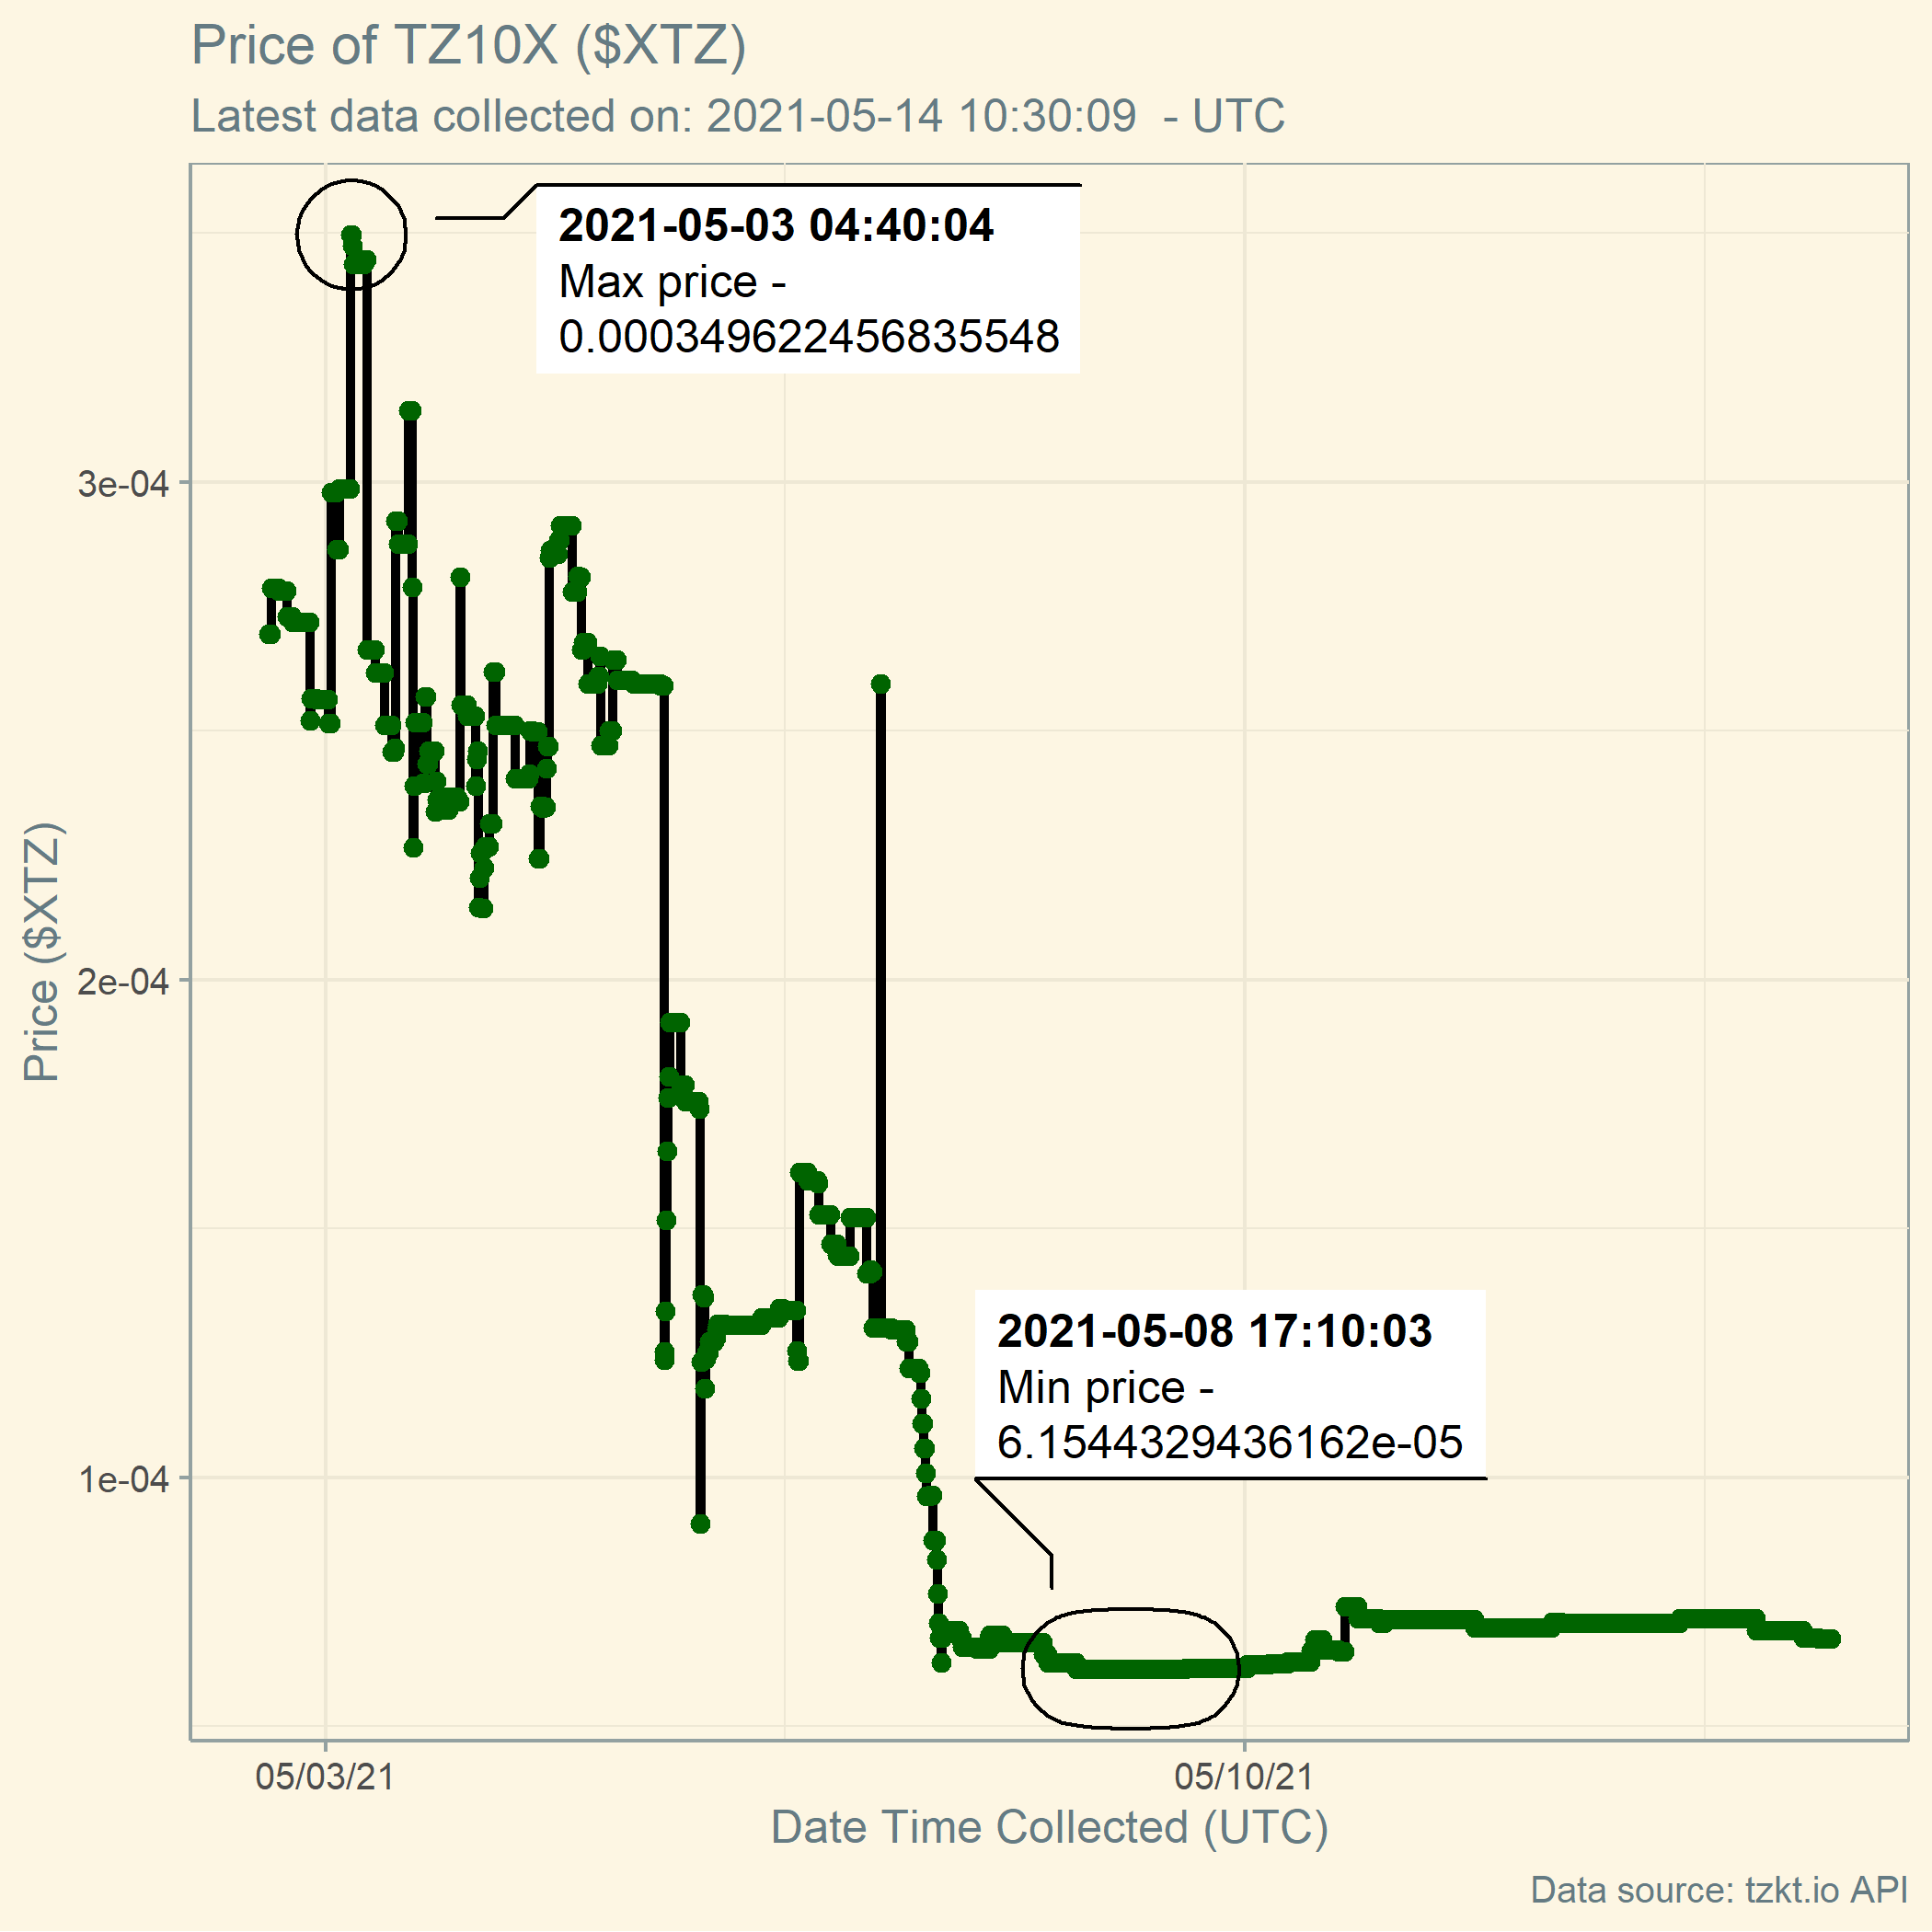 Price of TZ10X ($XTZ)
Latest data collected on: 2021-05-14 10:30:09  - UTC
2021-05-03 04:40:04
Max price -
0.000349622456835548
3e-04
2e-04
1e-04
Price ($XTZ)
2021-05-08 17:10:03
Min price -
6.1544329436162e-05
05/03/21
05/10/21
Date Time Collected (UTC)
Data source: tzkt.io API